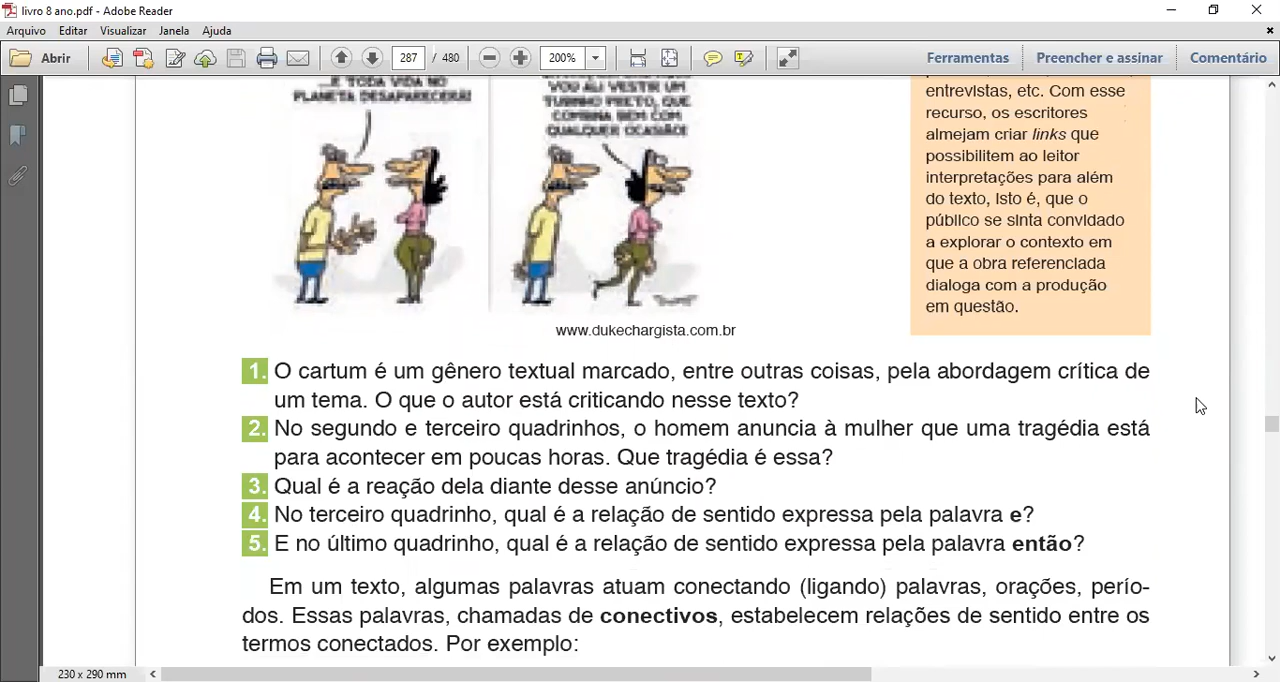 livro 8 ano.pdf - Adobe Reader
Arquivo Editar Visualizar Janela Ajuda
Abrir 287 / 480 200% Ferramentas Preencher e assinar Comentário
...E TODA VIDA NO
PLANETA DESAPARECERÁ!
VOU ALI VESTIR UM
TUBINHO PRETO, QUE
COMBINA BEM COM
QUALQUER OCASIÃO!
entrevistas, etc. Com esse
recurso, os escritores
almejam criar links que
possibilitem ao leitor
interpretações para além
do texto, isto é, que o
público se sinta convidado
a explorar o contexto em
que a obra referenciada
dialoga com a produção
em questão.
www.dukechargista.com.br
1. O cartum é um gênero textual marcado, entre outras coisas, pela abordagem crítica de
um tema. O que o autor está criticando nesse texto?
2. No segundo e terceiro quadrinhos, o homem anuncia à mulher que uma tragédia está
para acontecer em poucas horas. Que tragédia é essa?
3. Qual é a reação dela diante desse anúncio?
4. No terceiro quadrinho, qual é a relação de sentido expressa pela palavra e?
5. E no último quadrinho, qual é a relação de sentido expressa pela palavra então?
Em um texto, algumas palavras atuam conectando (ligando) palavras, orações, perío-
dos. Essas palavras, chamadas de conectivos, estabelecem relações de sentido entre os
termos conectados. Por exemplo:
230 x 290 mm